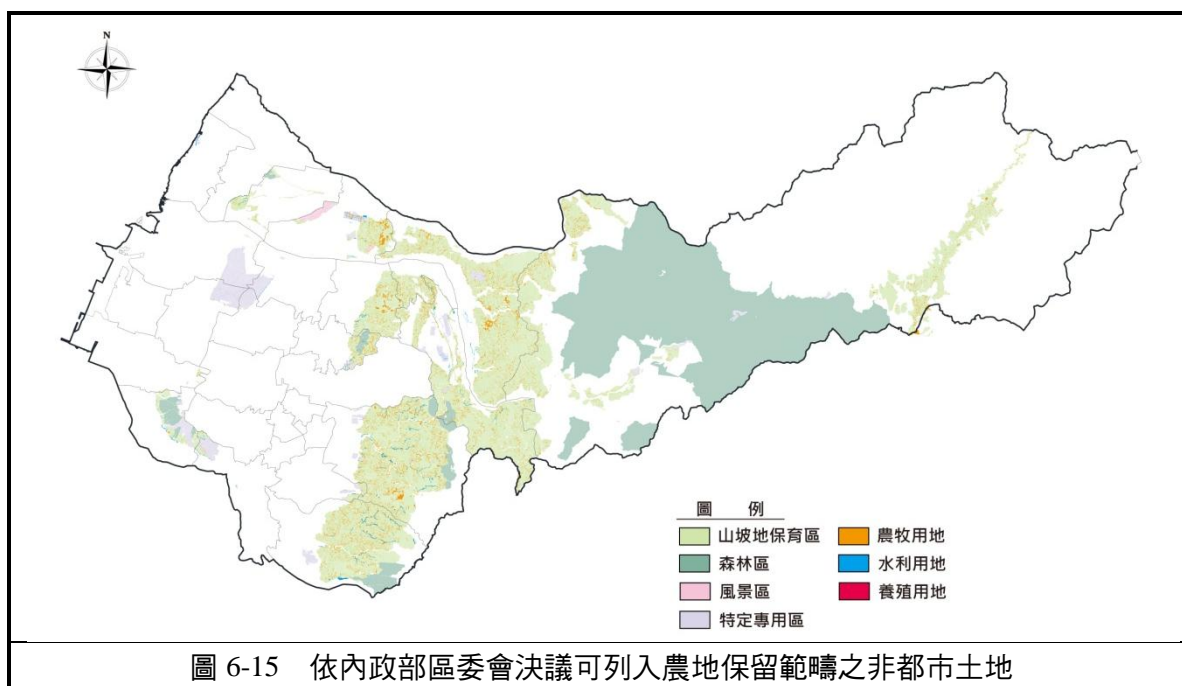 N
圖 例
山坡地保育區
農牧用地
森林區
水利用地
風景區
養殖用地
特定專用區
圖 6-15 依內政部區委會決議可列入農地保留範疇之非都市土地